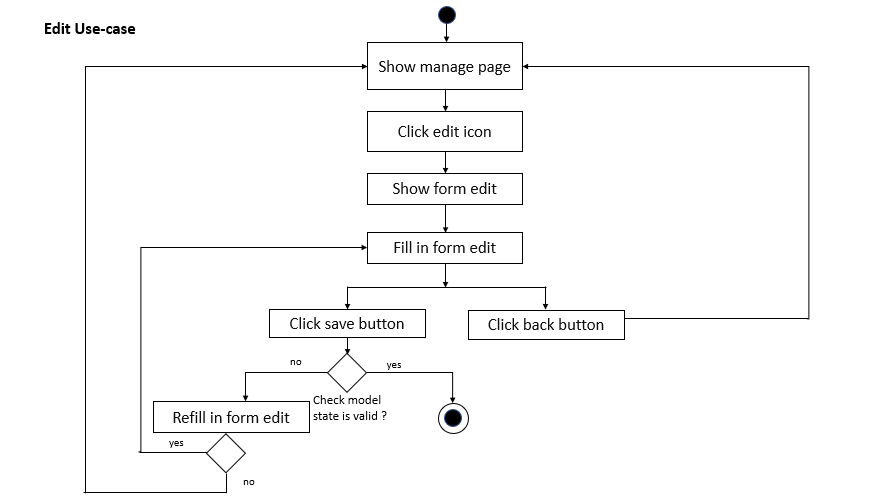 Edit Use-case
Show manage page
Click edit icon
Show form edit
Fill in form edit
Click save button
Click back button
no
yes
Check model
state is valid ?
Refill in form edit
yes
no